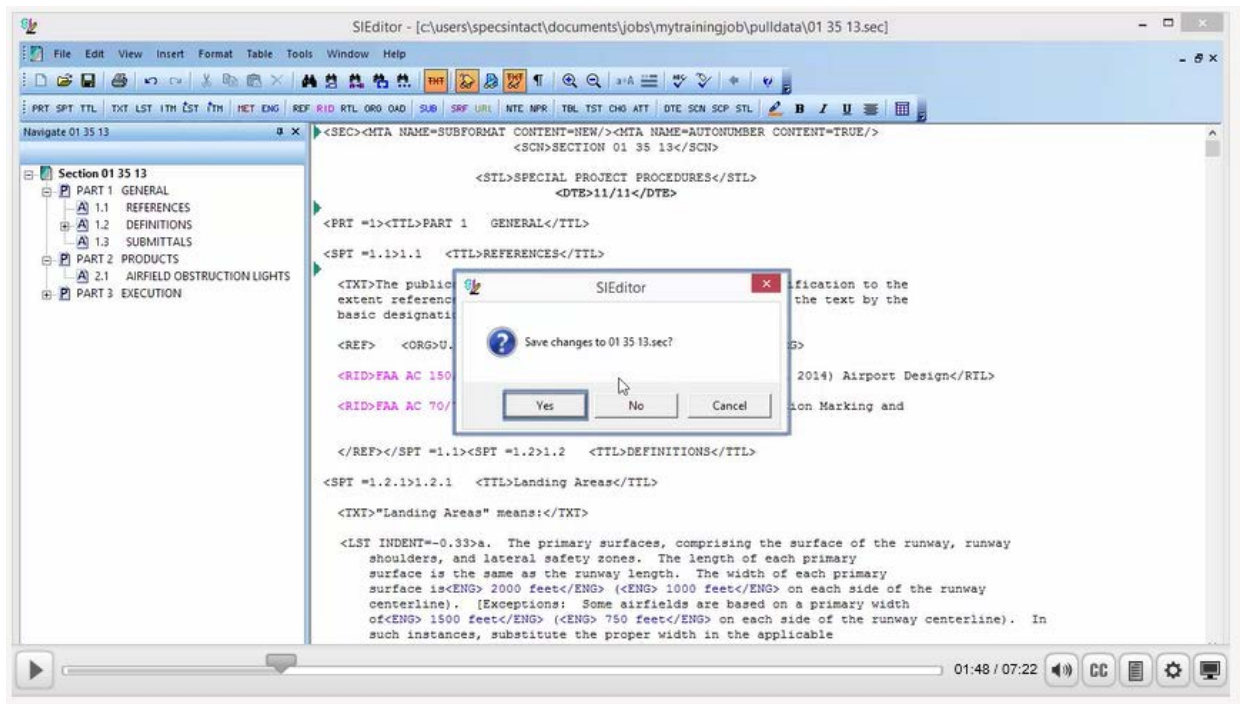 SIEditor - [c:\users\specsintact\documents\jobs\mytrainingjob\pulldata\01 35 13.sec]
File Edit View Insert Format Table Tools Window Help
THT THT
PRT SPT TTL TXT LST ITM MET ENG REF RID RTL ORG OAD SUB SRF URL NTE NPR TBL TST CHG ATT DTE SCN SCP STL B I U
Navigate 01 35 13
Section 01 35 13
PART 1 GENERAL
1.1 REFERENCES
1.2 DEFINITIONS
1.3 SUBMITTALS
PART 2 PRODUCTS
2.1 AIRFIELD OBSTRUCTION LIGHTS
PART 3 EXECUTION
<SEC><MTA NAME=SUBFORMAT CONTENT=NEW/><MTA NAME=AUTONUMBER CONTENT=TRUE/>
<SCN>SECTION 01 35 13</SCN>
<STL>SPECIAL PROJECT PROCEDURES</STL>
<DTE>11/11</DTE>
<PRT =1><TTL>PART 1 GENERAL</TTL>
<SPT =1.1>1.1 <TTL>REFERENCES</TTL>
<TXT>The public ification to the
extent referenc the text by the
basic designati
<REF> <ORG>U. G>
<RID>FAA AC 150 2014) Airport Design</RTL>
<RID>FAA AC 70/ ion Marking and
SIEditor
Save changes to 01 35 13.sec?
Yes No Cancel
</REF></SPT =1.1><SPT =1.2>1.2 <TTL>DEFINITIONS</TTL>
<SPT =1.2.1>1.2.1 <TTL>Landing Areas</TTL>
<TXT>"Landing Areas" means:</TXT>
<LST INDENT=-0.33>a. The primary surfaces, comprising the surface of the runway, runway
shoulders, and lateral safety zones. The length of each primary
surface is the same as the runway length. The width of each primary
surface is<ENG> 2000 feet</ENG> (<ENG> 1000 feet</ENG> on each side of the runway
centerline). [Exceptions: Some airfields are based on a primary width
of<ENG> 1500 feet</ENG> (<ENG> 750 feet</ENG> on each side of the runway centerline). In
such instances, substitute the proper width in the applicable
01:48 / 07:22 CC